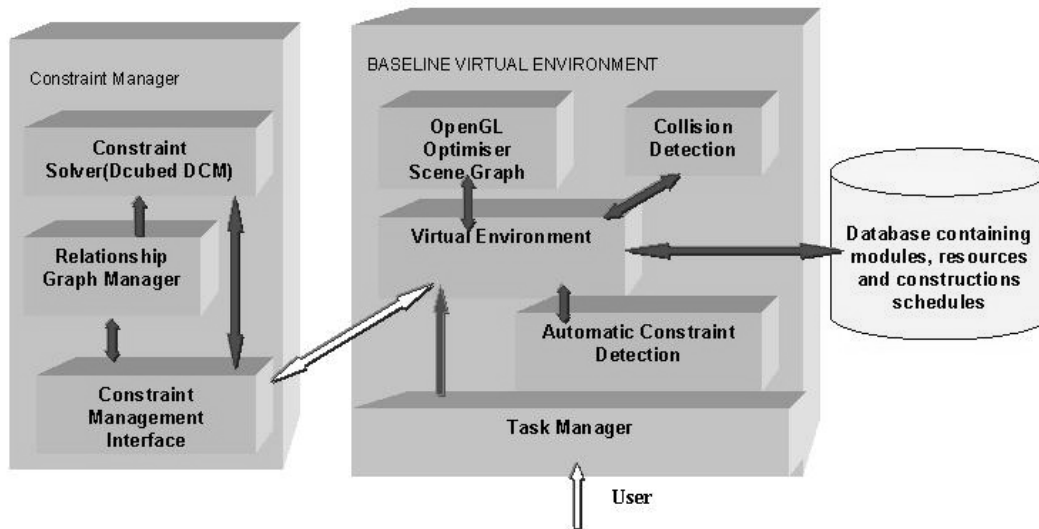 Constraint Manager
Constraint
Solver(Dcubed DCM)
Relationship
Graph Manager
Constraint
Management
Interface
BASELINE VIRTUAL ENVIRONMENT
OpenGL
Optimiser
Scene Graph
Collision
Detection
Virtual Environment
Automatic Constraint
Detection
Task Manager
User
Database containing
modules, resources
and constructions
schedules